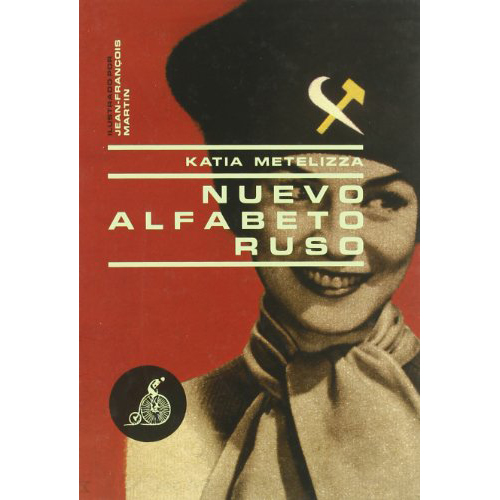 ILUSTRADO POR
JEAN-FRANÇOIS
MARTIN
KATIA METELIZZA
NUEVO
ALFABETO
RUSO